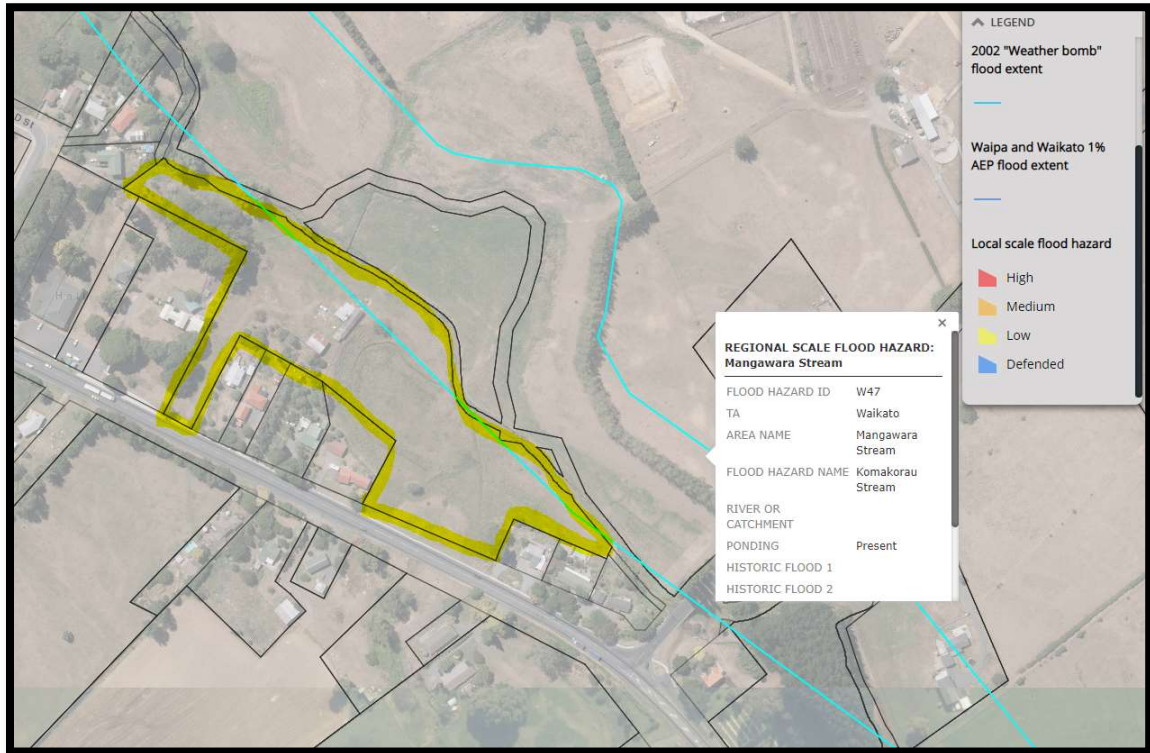 D St
Hall
LEGEND
2002 "Weather bomb"
flood extent
Waipa and Waikato 1%
AEP flood extent
Local scale flood hazard
High
Medium
Low
Defended
REGIONAL SCALE FLOOD HAZARD:
Mangawara Stream
FLOOD HAZARD ID W47
TA Waikato
AREA NAME Mangawara
Stream
FLOOD HAZARD NAME Komakorau
Stream
RIVER OR
CATCHMENT
PONDING Present
HISTORIC FLOOD 1
HISTORIC FLOOD 2